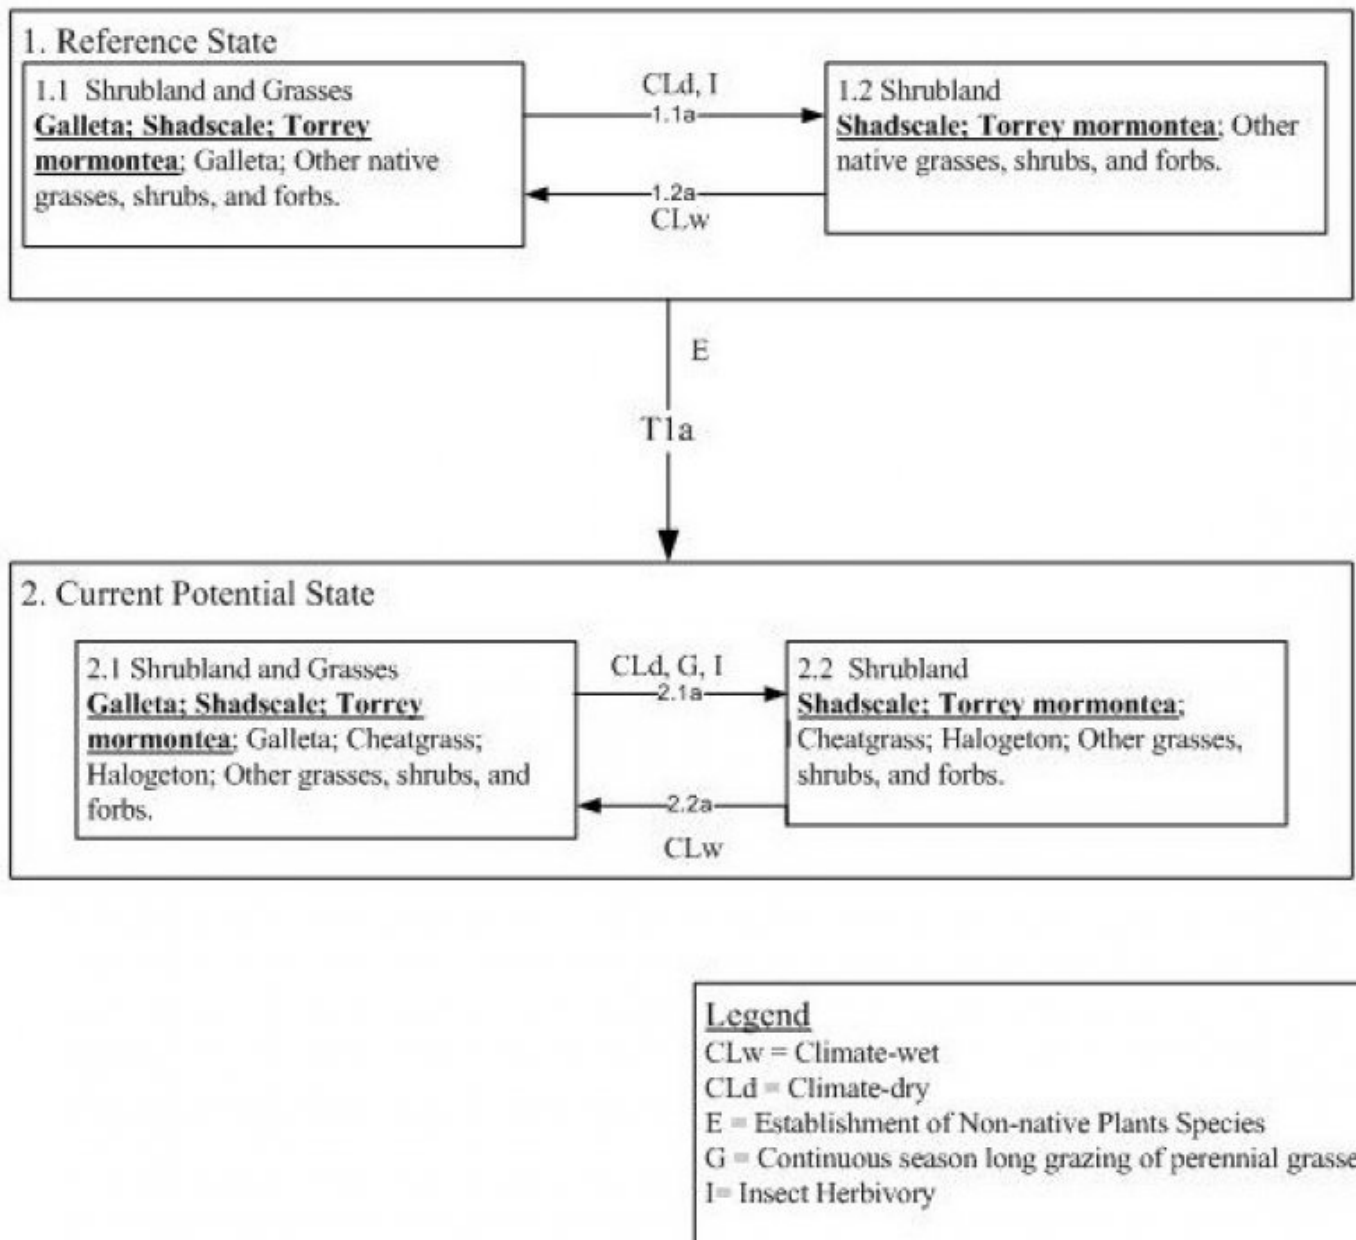 1. Reference State
1.1 Shrubland and Grasses
Galleta; Shadscale; Torrey
mormontea; Galleta; Other native
grasses, shrubs, and forbs.
CLd, I
1.1a
1.2a
CLw
1.2 Shrubland
Shadscale; Torrey mormontea; Other
native grasses, shrubs, and forbs.
E
T1a
2. Current Potential State
2.1 Shrubland and Grasses
Galleta; Shadscale; Torrey
mormontea; Galleta; Cheatgrass;
Halogeton; Other grasses, shrubs, and
forbs.
CLd, G, I
2.1a
2.2a
CLw
2.2 Shrubland
Shadscale; Torrey mormontea;
Cheatgrass; Halogeton; Other grasses,
shrubs, and forbs.
Legend
CLw = Climate-wet
CLd = Climate-dry
E = Establishment of Non-native Plants Species
G = Continuous season long grazing of perennial grasse
I= Insect Herbivory